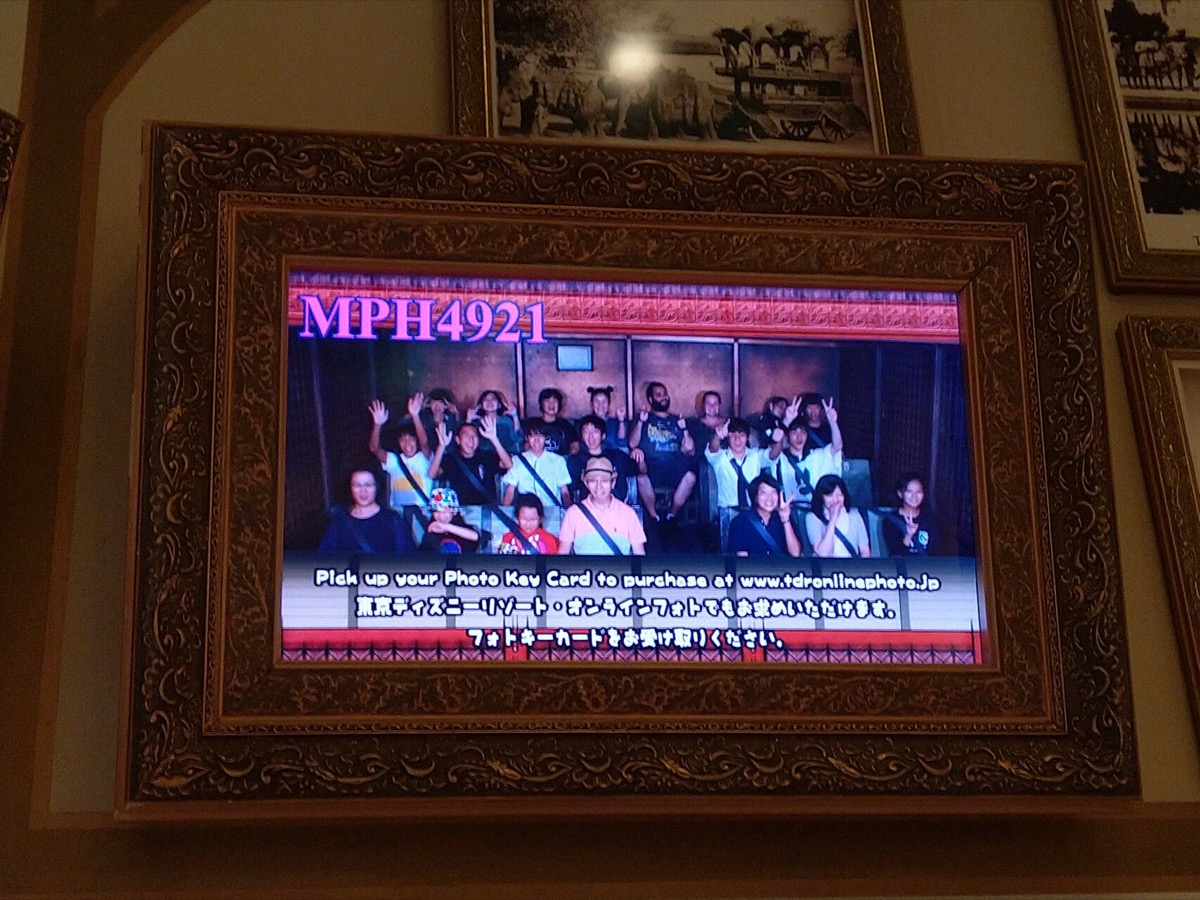 MPH4921
Pick up your Photo Key Card to purchase at www.tdronlinephoto.jp
東京ディズニーリゾート・オンラインフォトでもお求めいただけます。
フォトキーカードをお受け取りください。